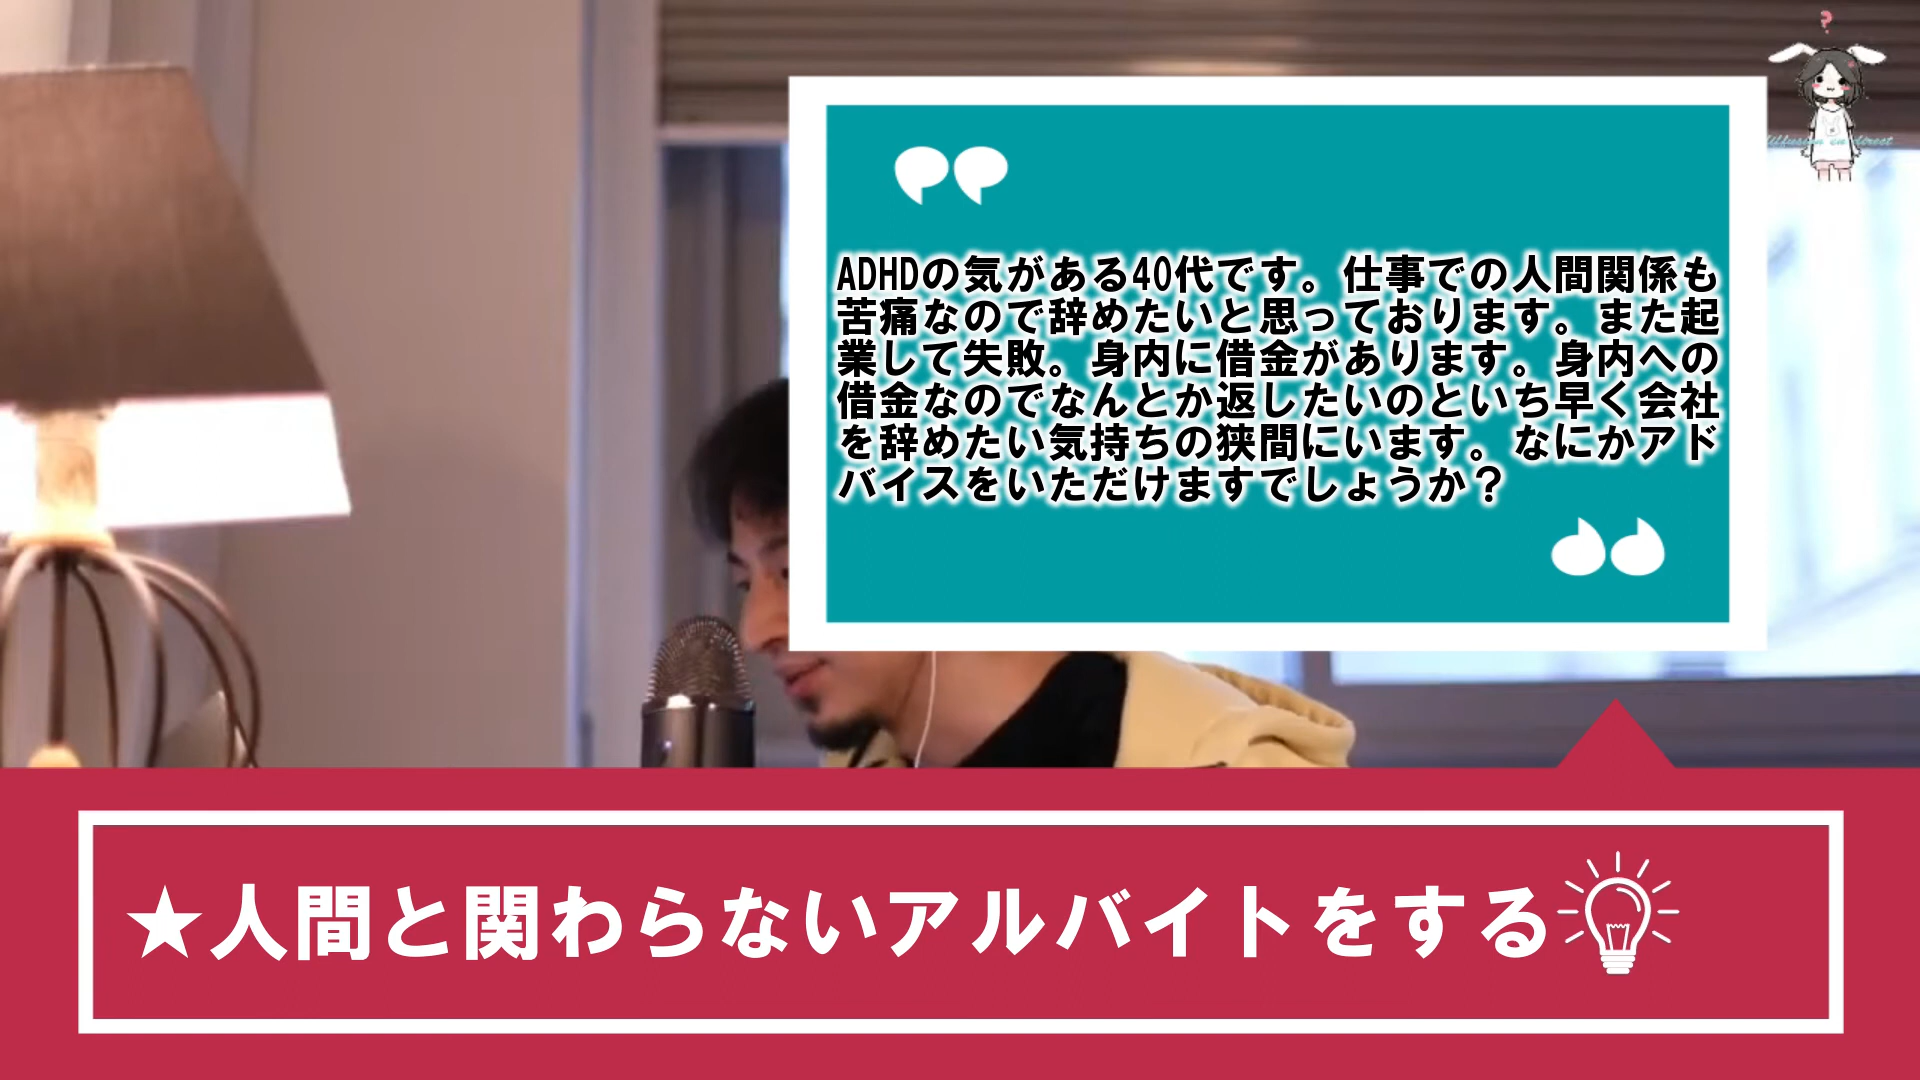 ADHDの気がある40代です。仕事での人間関係も
苦痛なので辞めたいと思っております。また起
業して失敗。身内に借金があります。身内への
借金なのでなんとか返したいのといち早く会社
を辞めたい気持ちの狭間にいます。なにかアド
バイスをいただけますでしょうか？
★人間と関わらないアルバイトをする